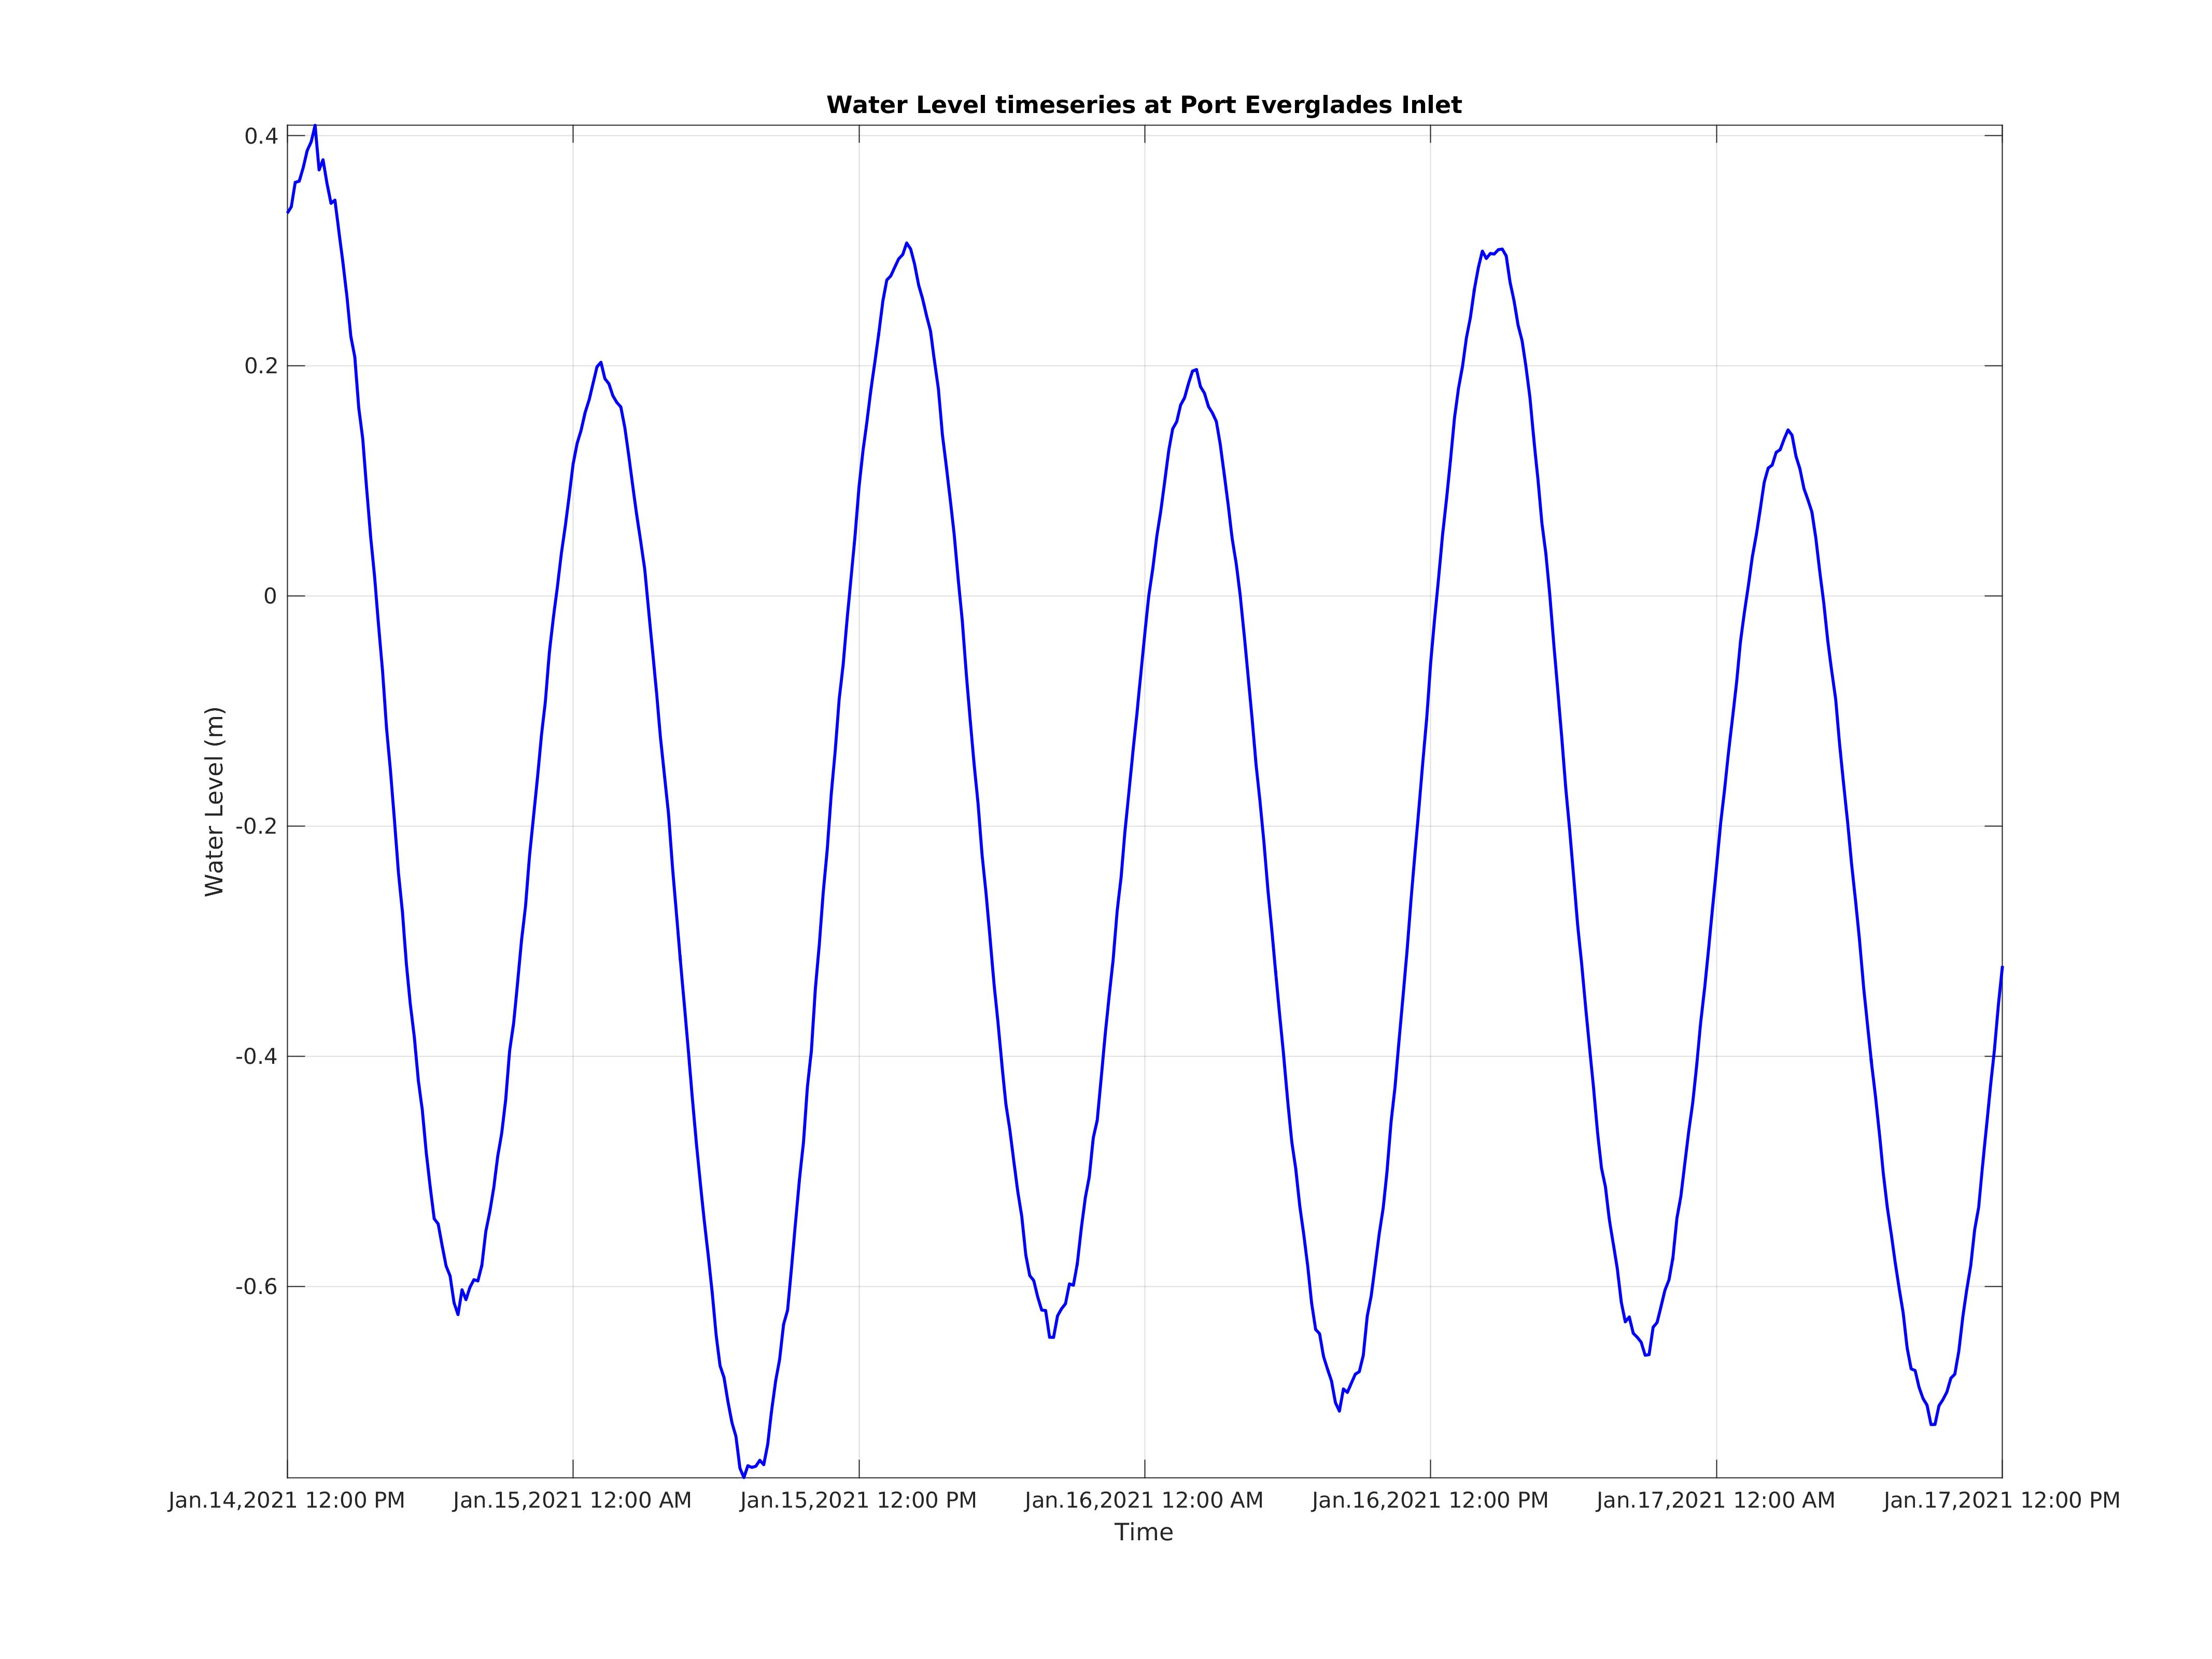 Water Level timeseries at Port Everglades Inlet
0.4
0.2
0
-0.2
-0.4
-0.6
Water Level (m)
Jan.14,2021 12:00 PM
Jan.15,2021 12:00 AM
Jan.15,2021 12:00 PM
Jan.16,2021 12:00 AM
Jan.16,2021 12:00 PM
Jan.17,2021 12:00 AM
Jan.17,2021 12:00 PM
Time